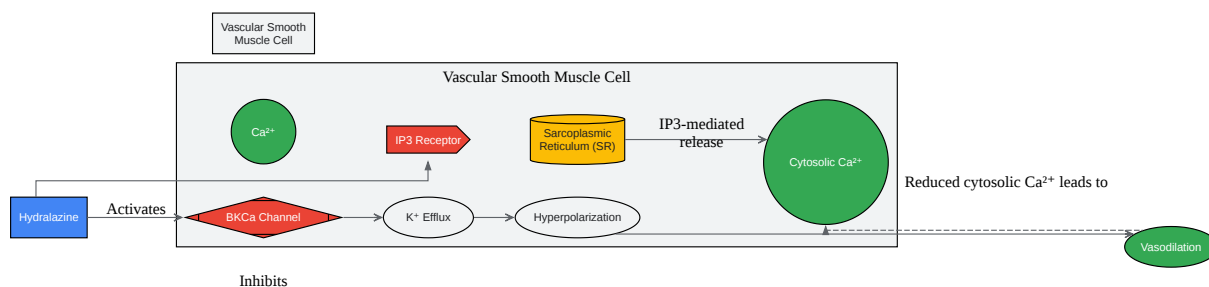 Vascular Smooth
Muscle Cell
Vascular Smooth Muscle Cell
Ca²⁺
IP3 Receptor
Sarcoplasmic
Reticulum (SR)
IP3-mediated
release
Cytosolic Ca²⁺
Reduced cytosolic Ca²⁺ leads to
Hydralazine
Activates
BKCa Channel
K⁺ Efflux
Hyperpolarization
Vasodilation
Inhibits